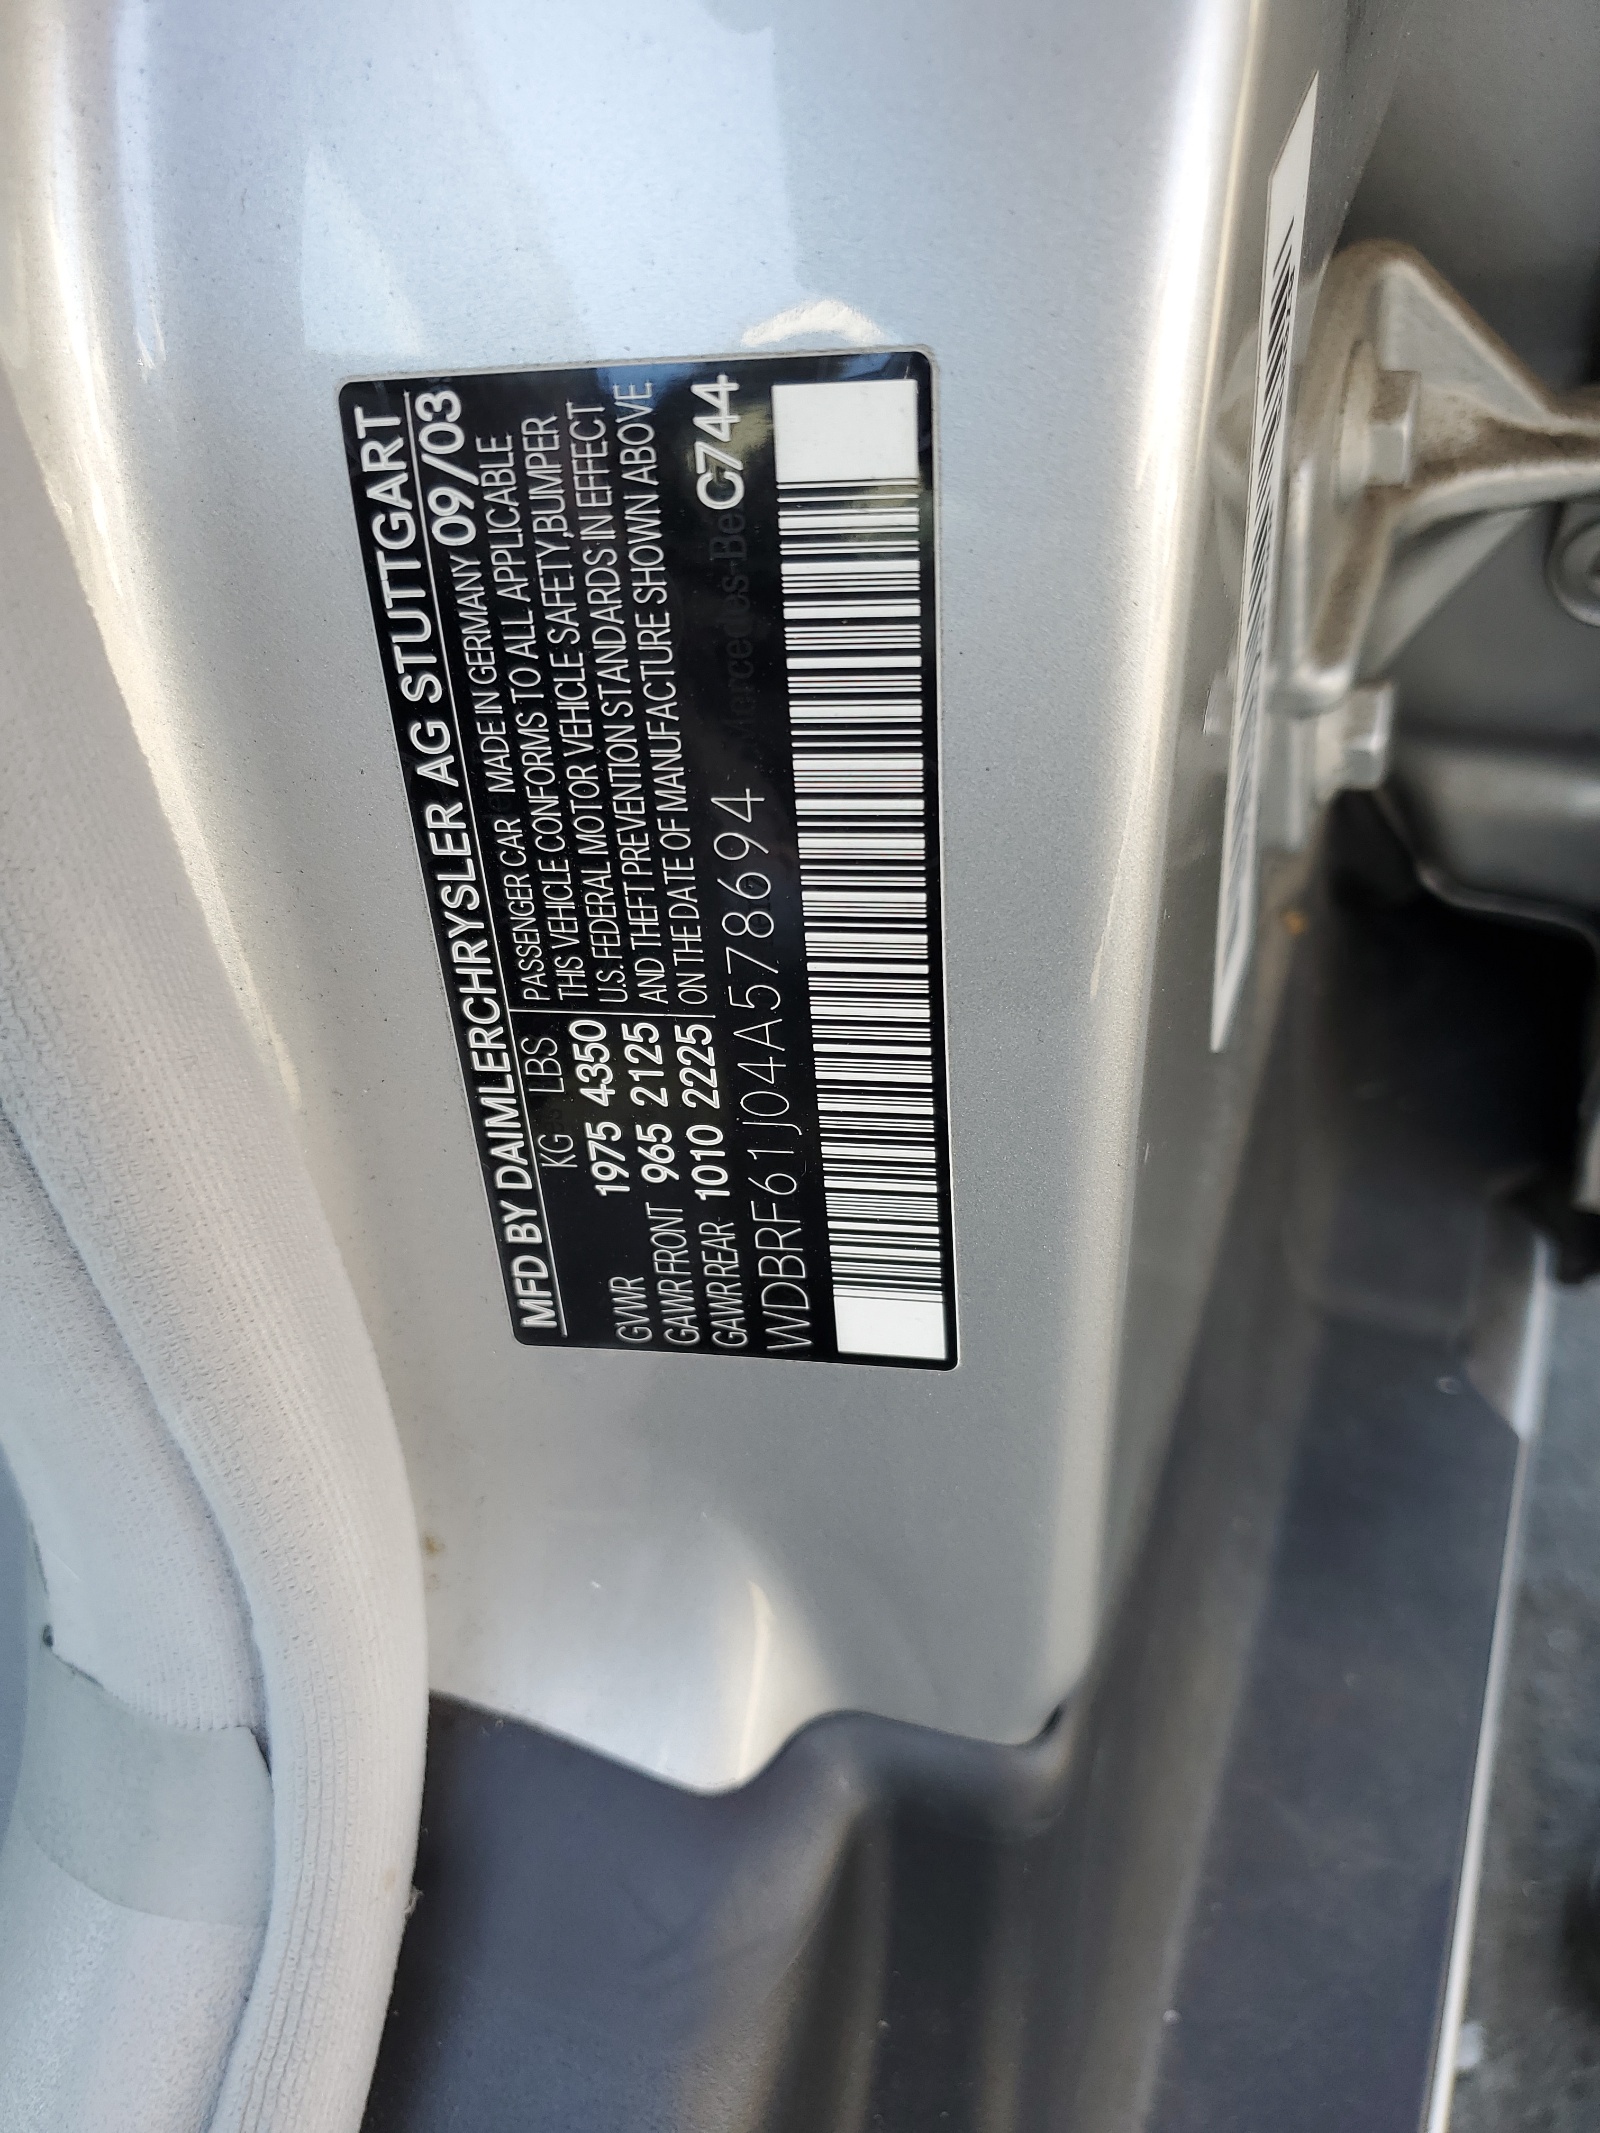 MFD BY DAIMLERCHRYSLER AG STUTTGART
KG LBS PASSENGER CAR MADE IN GERMANY 09/03
THIS VEHICLE CONFORMS TO ALL APPLICABLE
GVWR 1975 4350 U.S. FEDERAL MOTOR VEHICLE SAFETY,BUMPER
GAWR FRONT 965 2125 AND THEFT PREVENTION STANDARDS IN EFFECT
GAWR REAR 1010 2225 ON THE DATE OF MANUFACTURE SHOWN ABOVE
WDBRF61J04A578694 Mercedes-Be C744